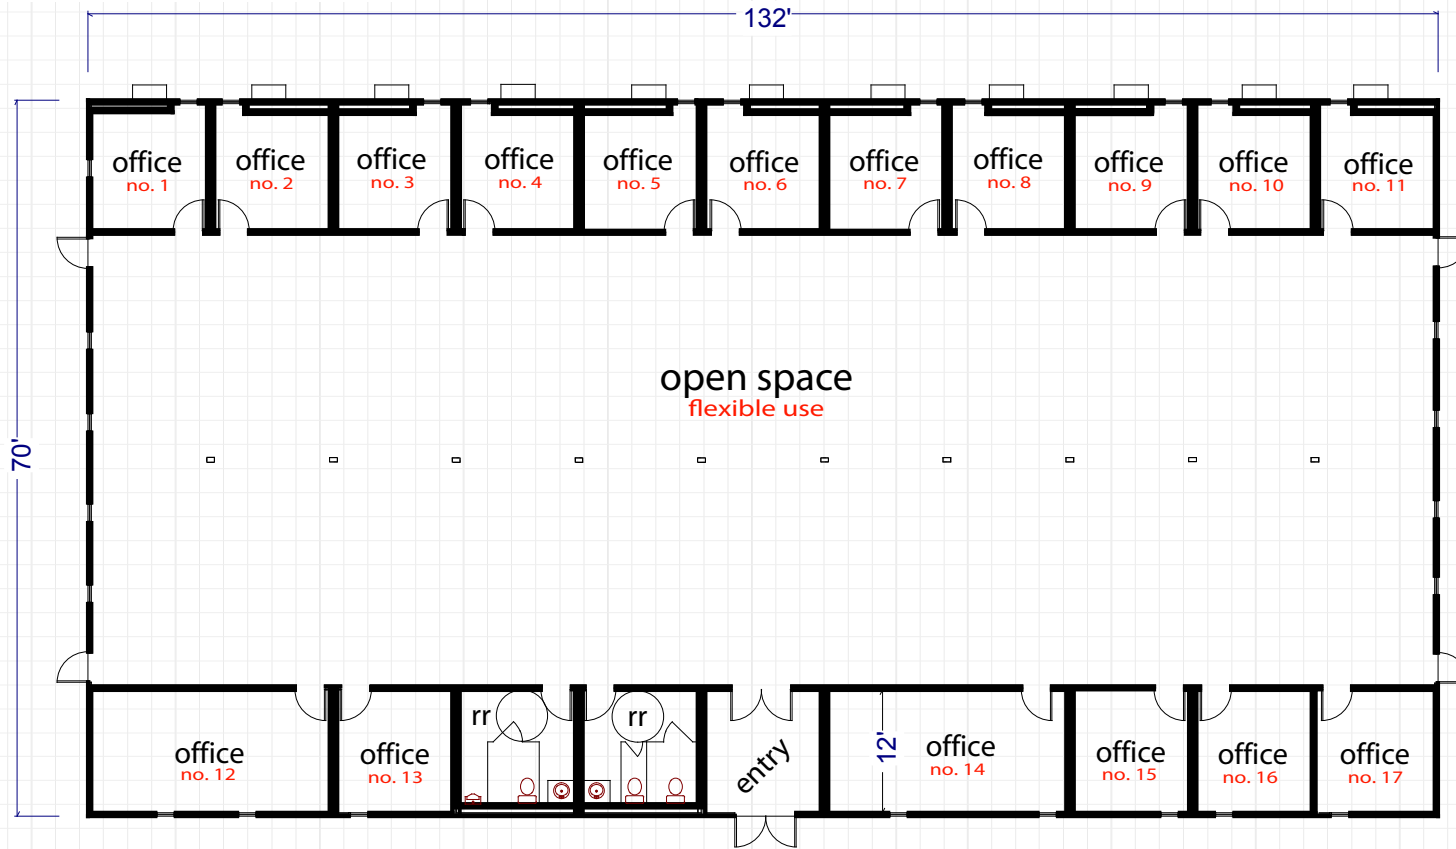 132'
office
no. 1
office
no. 2
office
no. 3
office
no. 4
office
no. 5
office
no. 6
office
no. 7
office
no. 8
office
no. 9
office
no. 10
office
no. 11
open space
flexible use
70'
office
no. 12
office
no. 13
rr
rr
entry
12'
office
no. 14
office
no. 15
office
no. 16
office
no. 17